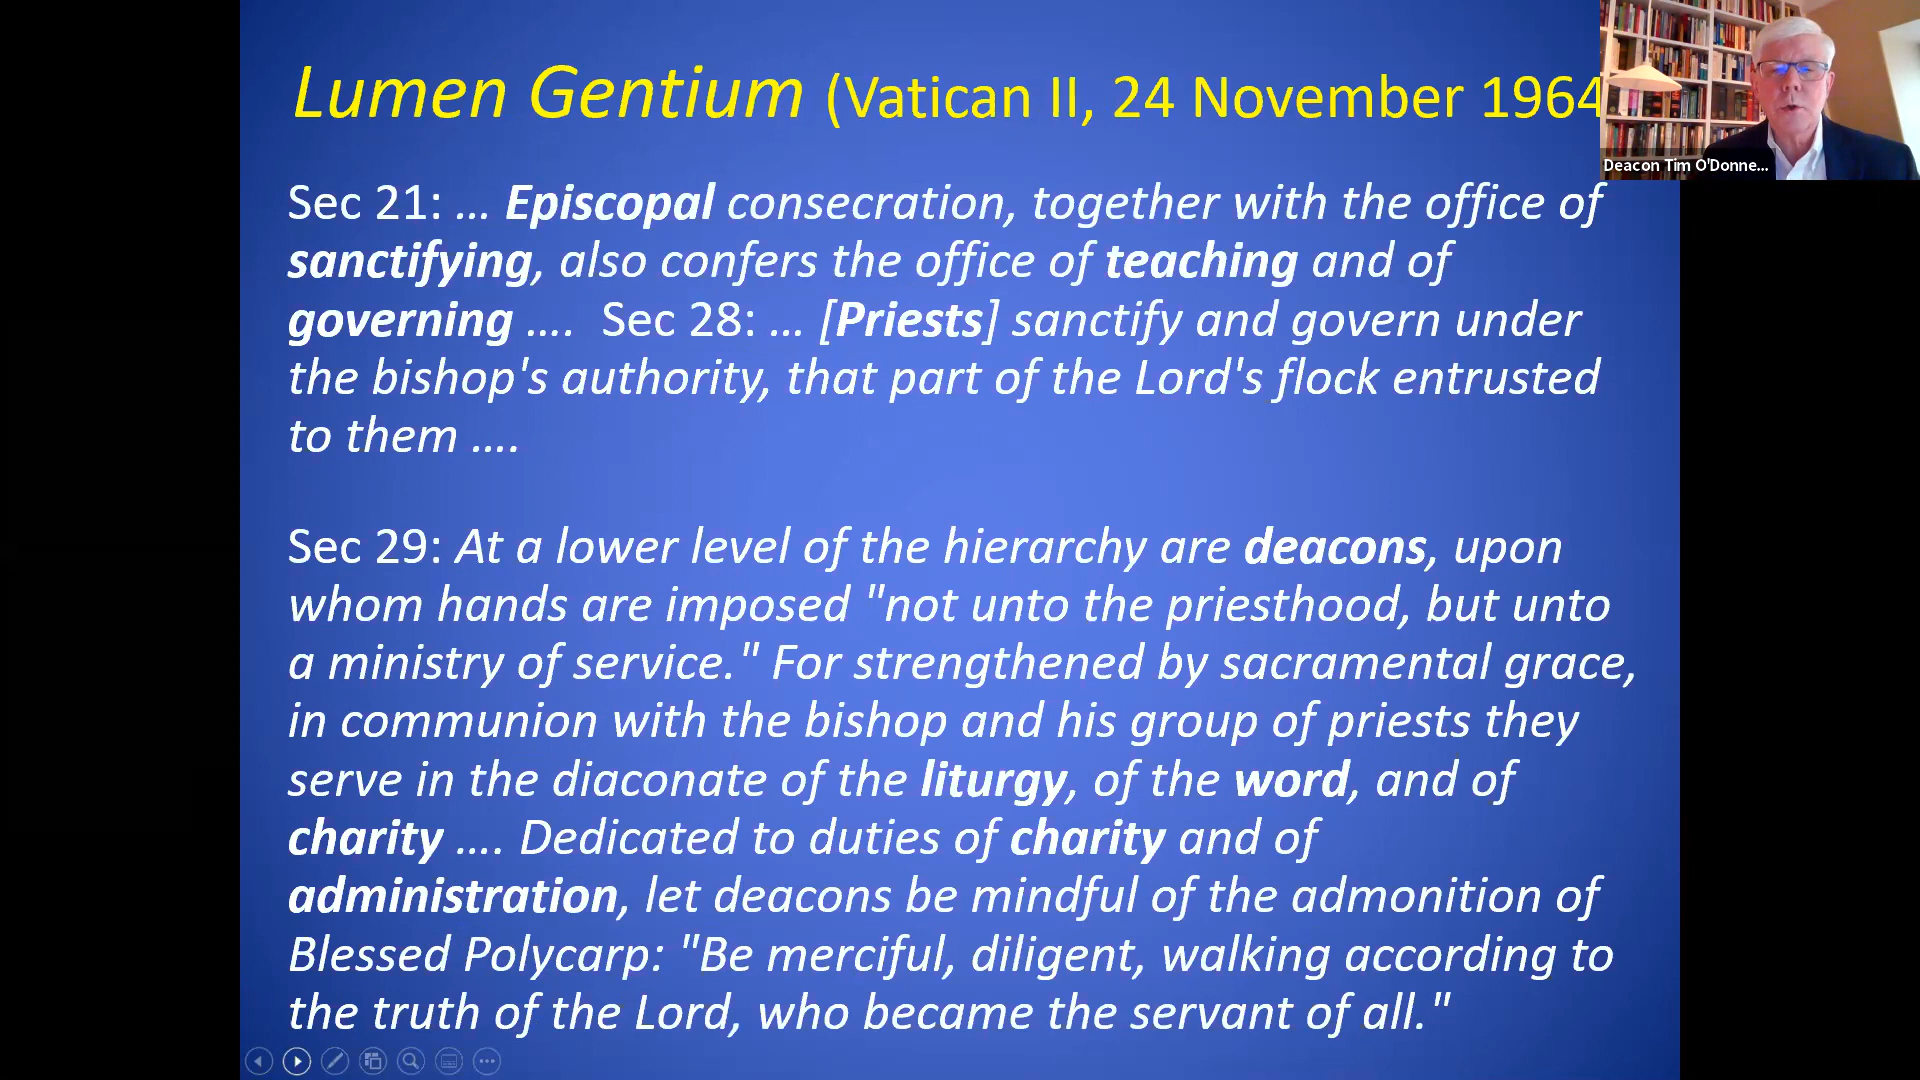 Lumen Gentium (Vatican II, 24 November 1964
Deacon Tim O'Donne...
Sec 21: … Episcopal consecration, together with the office of
sanctifying, also confers the office of teaching and of
governing …. Sec 28: … [Priests] sanctify and govern under
the bishop's authority, that part of the Lord's flock entrusted
to them ….
Sec 29: At a lower level of the hierarchy are deacons, upon
whom hands are imposed "not unto the priesthood, but unto
a ministry of service." For strengthened by sacramental grace,
in communion with the bishop and his group of priests they
serve in the diaconate of the liturgy, of the word, and of
charity …. Dedicated to duties of charity and of
administration, let deacons be mindful of the admonition of
Blessed Polycarp: "Be merciful, diligent, walking according to
the truth of the Lord, who became the servant of all."